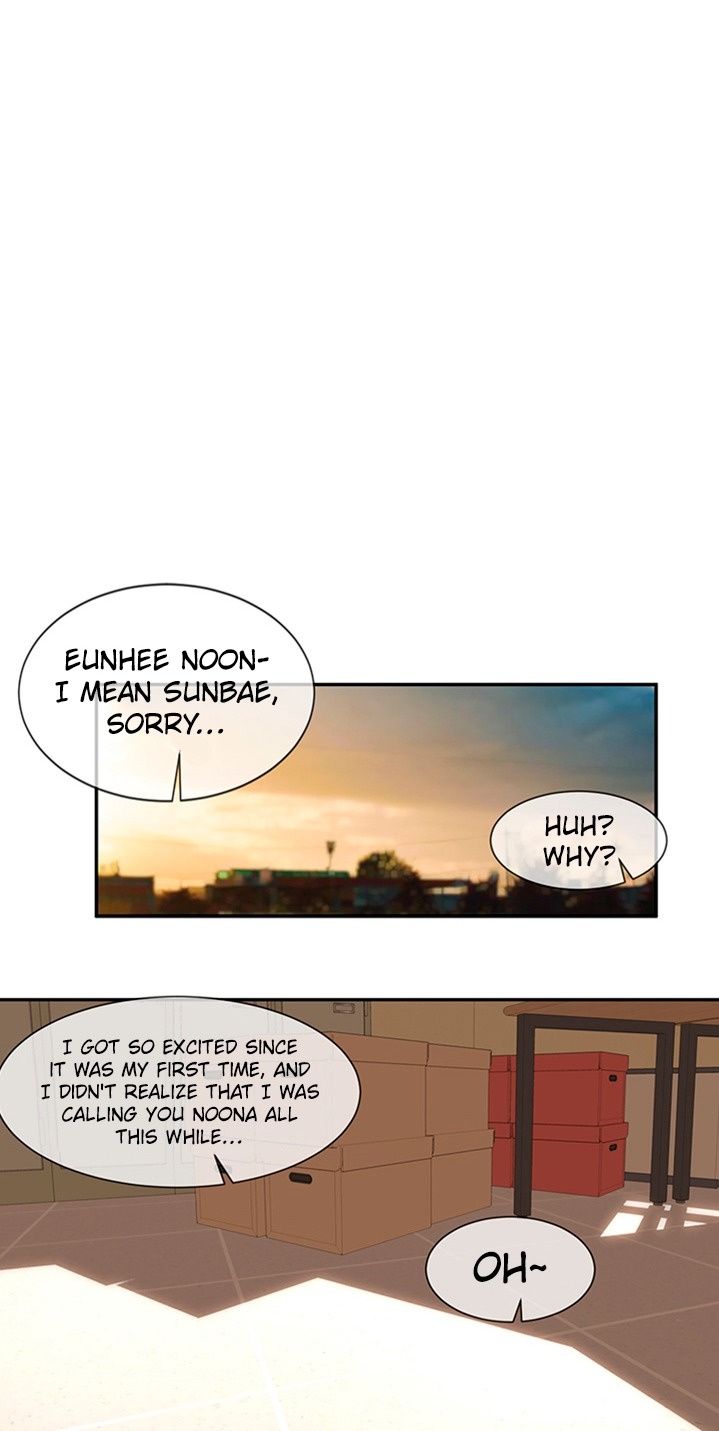 EUNHEE NOON-
I MEAN SUNBAE,
SORRY...
HUH?
WHY?
I GOT SO EXCITED SINCE
IT WAS MY FIRST TIME, AND
I DIDN'T REALIZE THAT I WAS
CALLING YOU NOONA ALL
THIS WHILE...
OH~